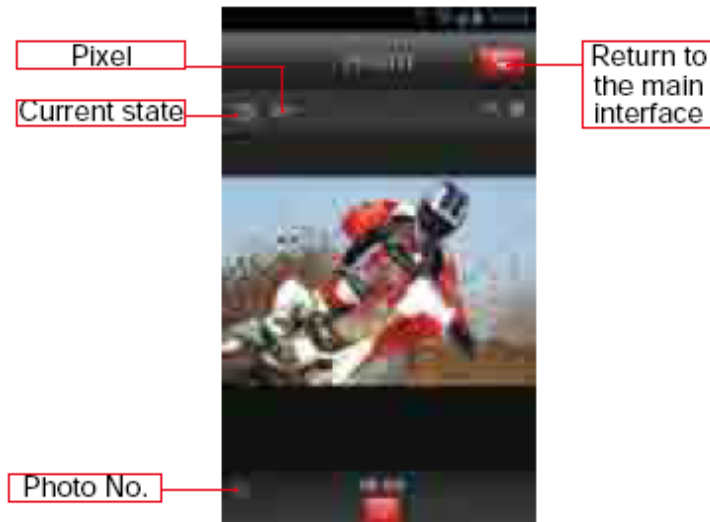 Pixel
Current state
Return to
the main
interface
Photo No.